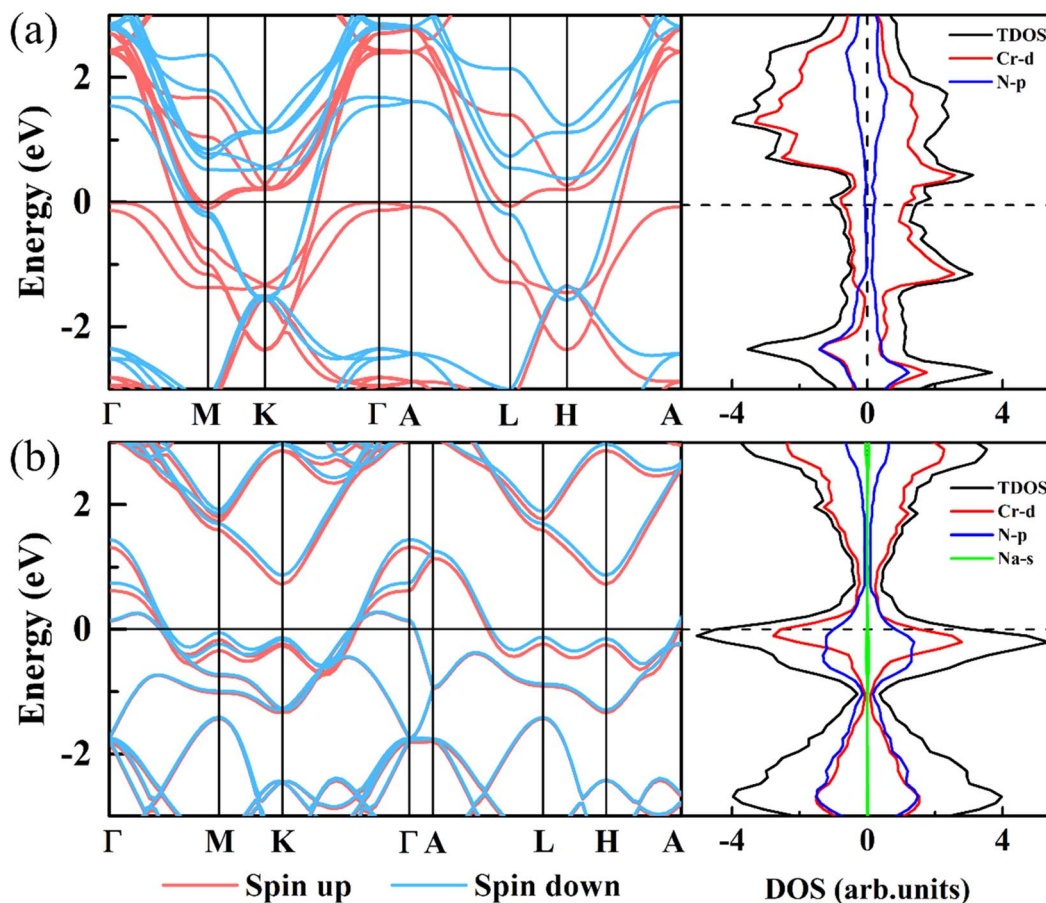 (a)
Energy (eV)
2
0
-2
Γ M K Γ A L H A
TDOS
Cr-d
N-p
-4 0 4
(b)
Energy (eV)
2
0
-2
Γ M K Γ A L H A
TDOS
Cr-d
N-p
Na-s
-4 0 4
Spin up Spin down DOS (arb.units)